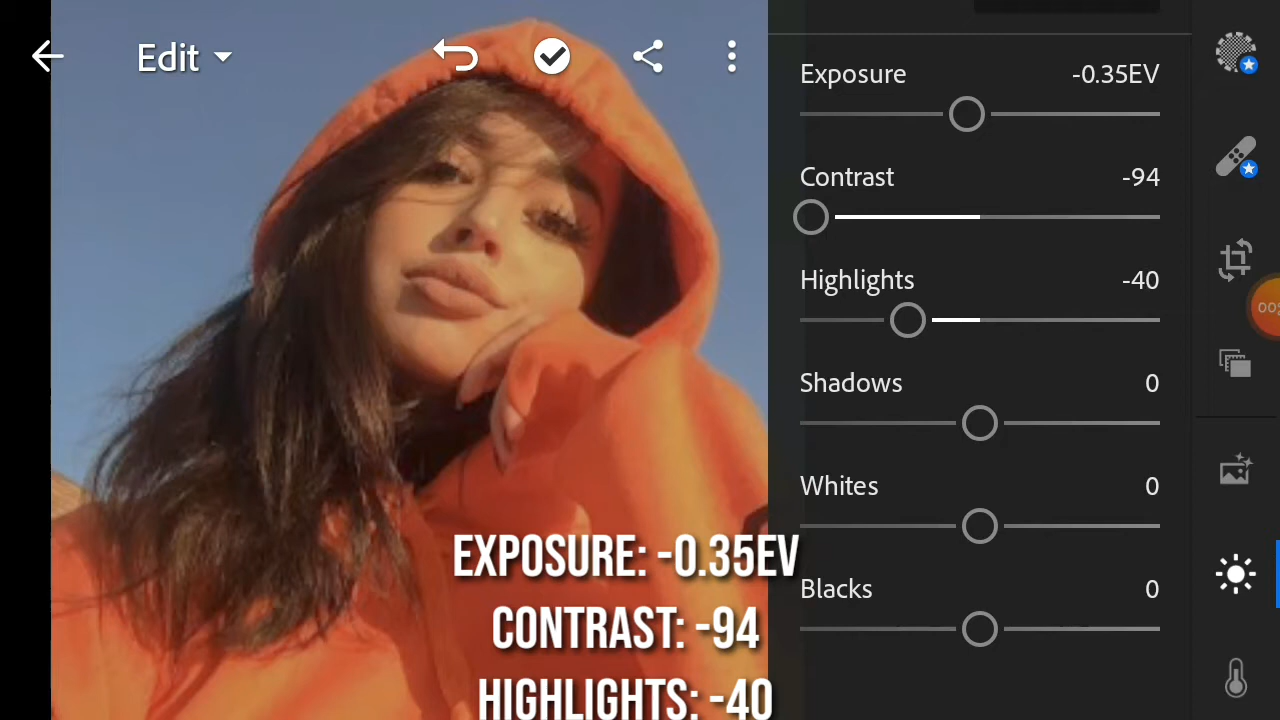 Edit
Exposure -0.35EV
Contrast -94
Highlights -40
Shadows 0
Whites 0
Blacks 0
EXPOSURE: -0.35EV
CONTRAST: -94
HIGHLIGHTS: -40